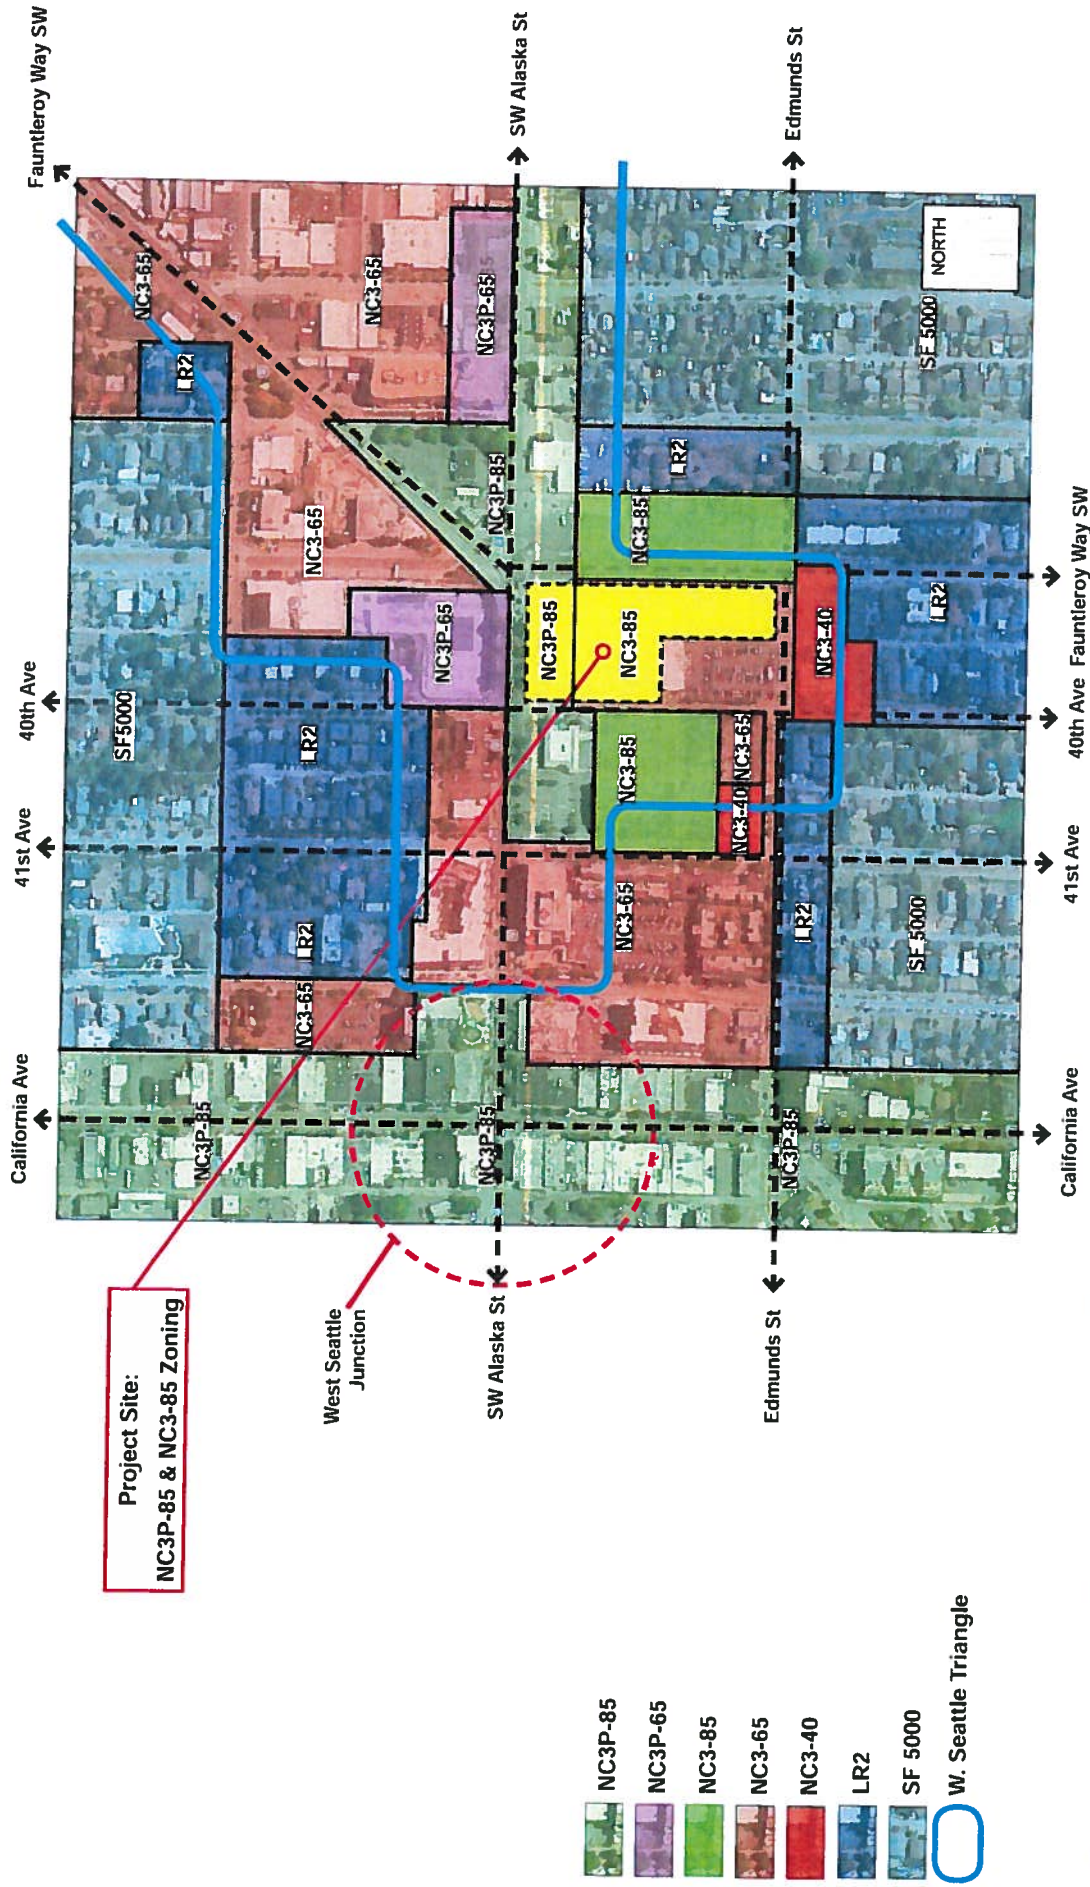 California Ave
41st Ave
40th Ave
Fauntleroy Way SW
Project Site:
NC3P-85 & NC3-85 Zoning
SF5000
NC3-65
LR2
NC3P-85
NC3-65
LR2
LR2
NC3-65
NC3-65
West Seattle
Junction
NC3P-65
NC3P-65
SW Alaska St
NC3P-85
NC3P-85
SW Alaska St
NC3P-85
NC3P-85
NC3P-65
NC3-85
NC3-65
NC3-85
NC3-85
NC3-85
LR2
NC3-65
NC3-40
NC3-65
NC3-40
Edmunds St
NC3P-85
LR2
NC3-40
Edmunds St
LR2
SF 5000
LR2
SF 5000
SF 5000
W. Seattle Triangle
NORTH
California Ave
41st Ave
40th Ave
Fauntleroy Way SW